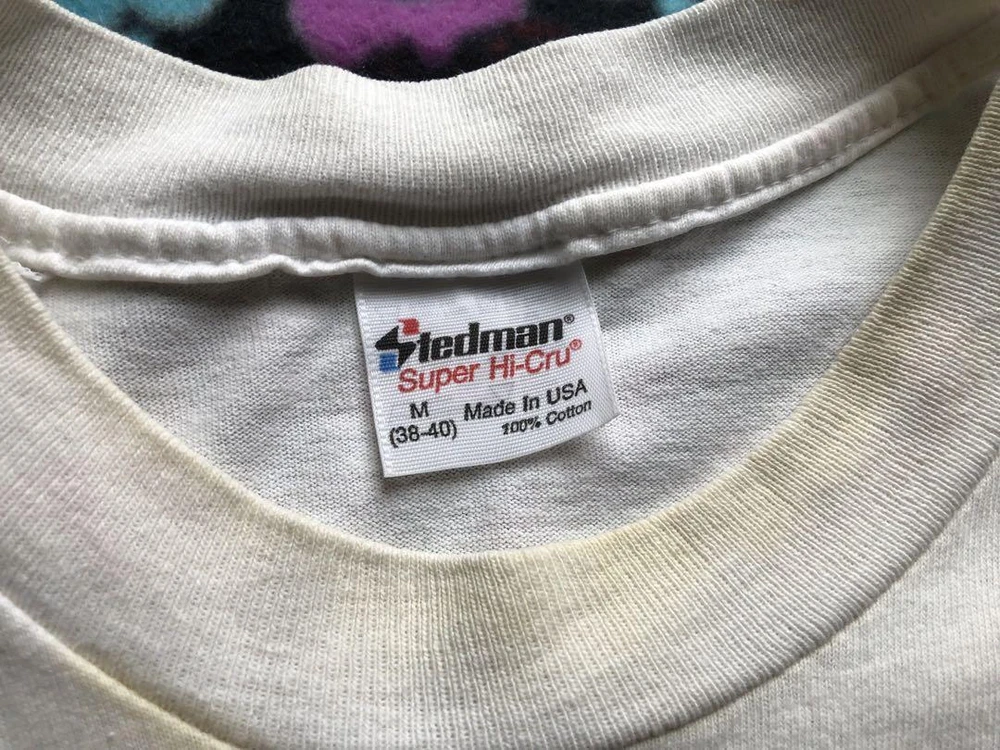 Stedman®
Super Hi-Cru®
M Made In USA
(38-40) 100% Cotton